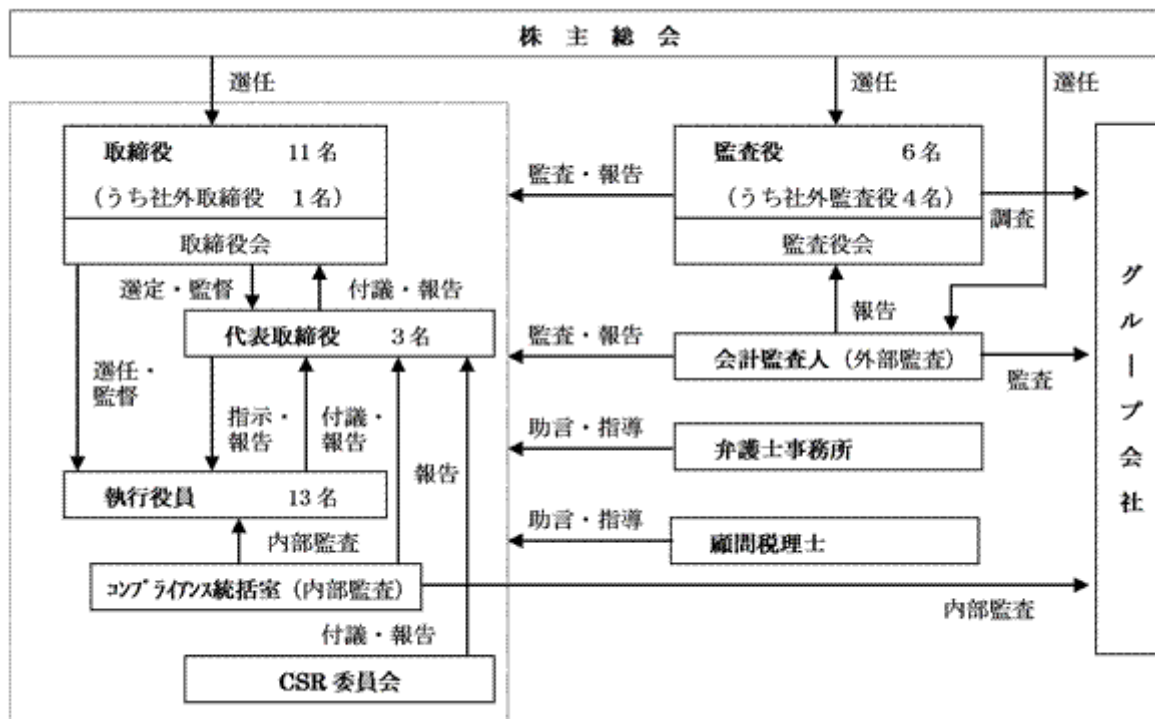 株主総会
選任
選任
選任
取締役 11名
(うち社外取締役 1名)
取締役会
監査・報告
監査役 6名
(うち社外監査役4名)
監査役会
調査
選定・監督
付議・報告
報告
代表取締役 3名
監査・報告
会計監査人(外部監査)
監査
選任・
監督
指示・
報告
付議・
報告
報告
助言・指導
弁護士事務所
執行役員 13名
内部監査
助言・指導
顧問税理士
コンプライアンス統括室(内部監査)
内部監査
付議・報告
CSR委員会
グループ会社